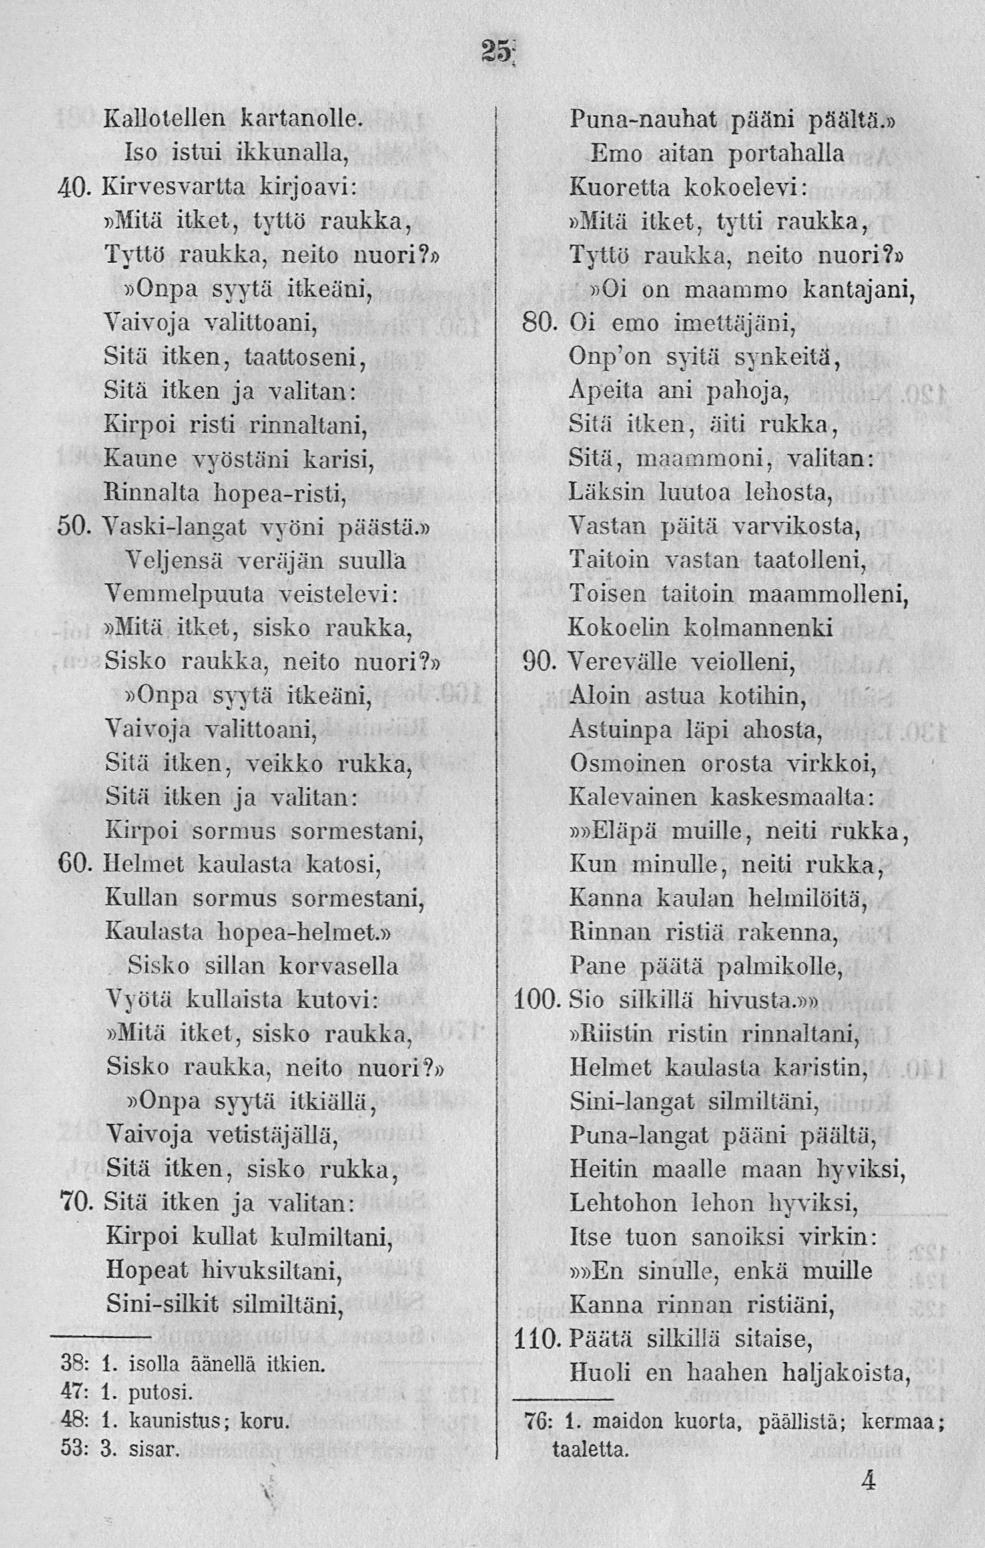 25
Kallotellen kartanolle.
Iso istui ikkunalla,
40. Kirvesvartta kirjoavi:
»Mitä itket, tyttö raukka,
Tyttö raukka, neito nuori?»
»Onpa syytä itkeäni,
Vaivoja valittoani,
Sitä itken, taattoseni,
Sitä itken ja valitan:
Kirpoi risti rinnaltani,
Kaune vyöstäni karisi,
Rinnalta hopea-risti,
50. Vaski-langat vyöni päästä.»
Veljensä veräjän suulla
Vemmelpuuta veistelevi:
»Mitä itket, sisko raukka,
Sisko raukka, neito nuori?»
»Onpa syytä itkeäni,
Vaivoja valittoani,
Sitä itken, veikko rukka,
Sitä itken ja valitan:
Kirpoi sormus sormestani,
60. Helmet kaulasta katosi,
Kullan sormus sormestani,
Kaulasta hopea-helmet.»
Sisko sillan korvasella
Vyötä kullaista kutovi:
»Mitä itket, sisko raukka,
Sisko raukka, neito nuori?»
»Onpa syytä itkiällä,
Vaivoja vetistäjällä,
Sitä itken, sisko rukka,
70. Sitä itken ja valitan:
Kirpoi kullat kulmiltani,
Hopeat hivuksiltani,
Sini-silkit silmiltäni,
38: 1. isolla äänellä itkien.
47: 1. putosi.
48: 1. kaunistus; koru.
53: 3. sisar.
Puna-nauhat pääni päältä.»
Emo aitan portahalla
Kuoretta kokoelevi:
»Mitä itket, tytti raukka,
Tyttö raukka, neito nuori?»
»Oi on maammo kantajani,
80. Oi emo imettäjäni,
Onp'on syitä synkeitä,
Apeita ani pahoja,
Sitä itken, äiti rukka,
Sitä, maammoni, valitan:
Läksin luutoa lehosta,
Vastan päitä varvikosta,
Taitoin vastan taatolleni,
Toisen taitoin maammolleni,
Kokoelin kolmannenki
90. Verevälle veiolleni,
Aloin astua kotihin,
Astuinpa läpi ahosta,
Osmoinen orosta virkkoi,
Kalevainen kaskesmaalta:
»»Eläpä muille, neiti rukka,
Kun minulle, neiti rukka,
Kanna kaulan helmilöitä,
Rinnan ristiä rakenna,
Pane päätä palmikolle,
100. Sio silkillä hivusta.»»
»Riistin ristin rinnaltani,
Helmet kaulasta karistin,
Sini-langat silmiltäni,
Puna-langat pääni päältä,
Heitin maalle maan hyviksi,
Lehtohon lehon hyviksi,
Itse tuon sanoiksi virkin:
»»En sinulle, enkä muille
Kanna rinnan ristiäni,
110. Päätä silkillä sitaise,
Huoli en haahen haljakoista,
76: 1. maidon kuorta, päällistä; kermaa;
taaletta.
4